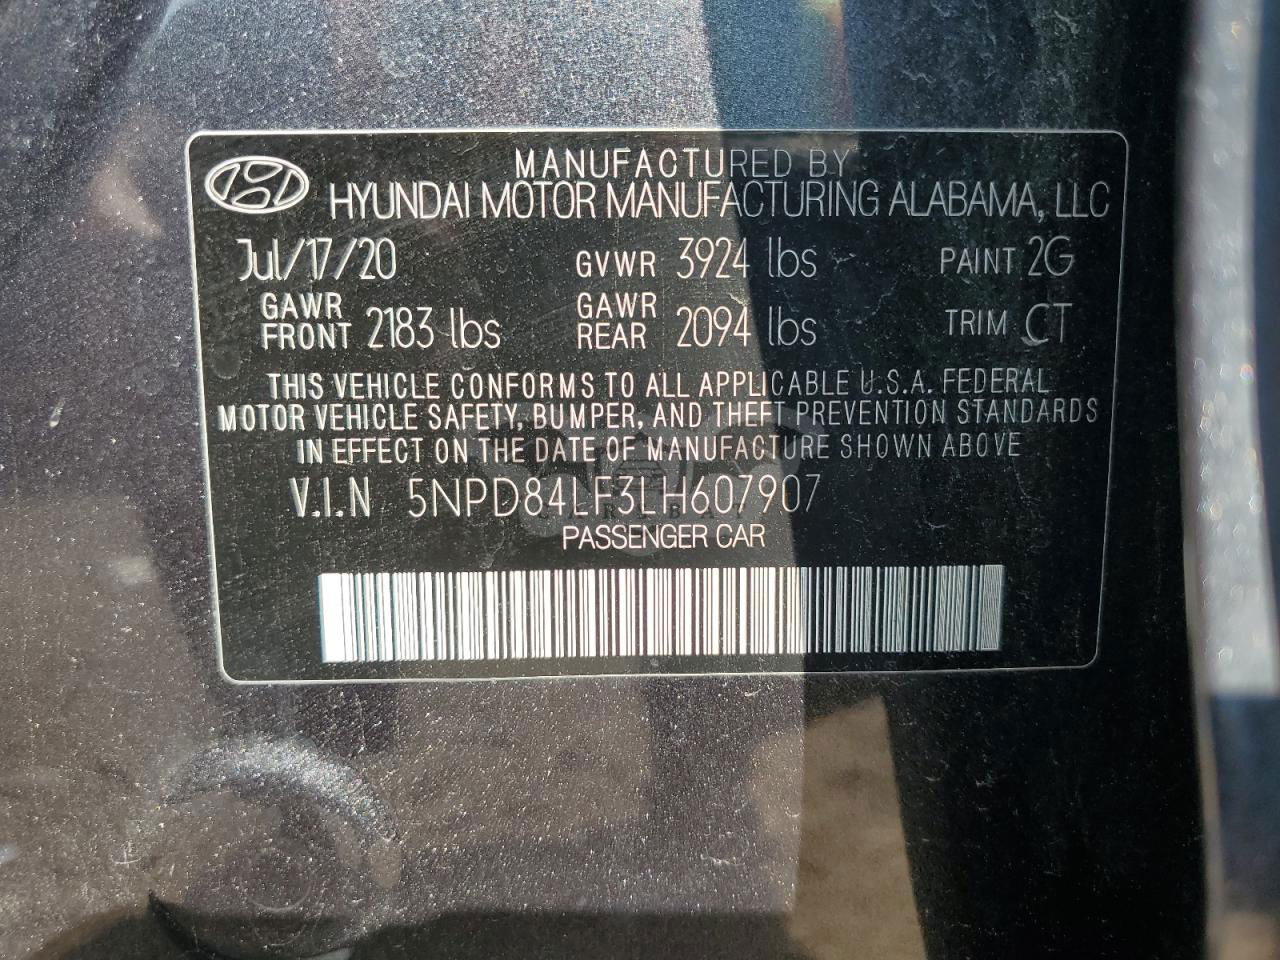 MANUFACTURED BY
HYUNDAI MOTOR MANUFACTURING ALABAMA, LLC
Jul/17/20 GVWR 3924 lbs PAINT 2G
GAWR FRONT 2183 lbs GAWR REAR 2094 lbs TRIM CT
THIS VEHICLE CONFORMS TO ALL APPLICABLE U.S.A. FEDERAL
MOTOR VEHICLE SAFETY, BUMPER, AND THEFT PREVENTION STANDARDS
IN EFFECT ON THE DATE OF MANUFACTURE SHOWN ABOVE
V.I.N 5NPD84LF3LH607907
PASSENGER CAR